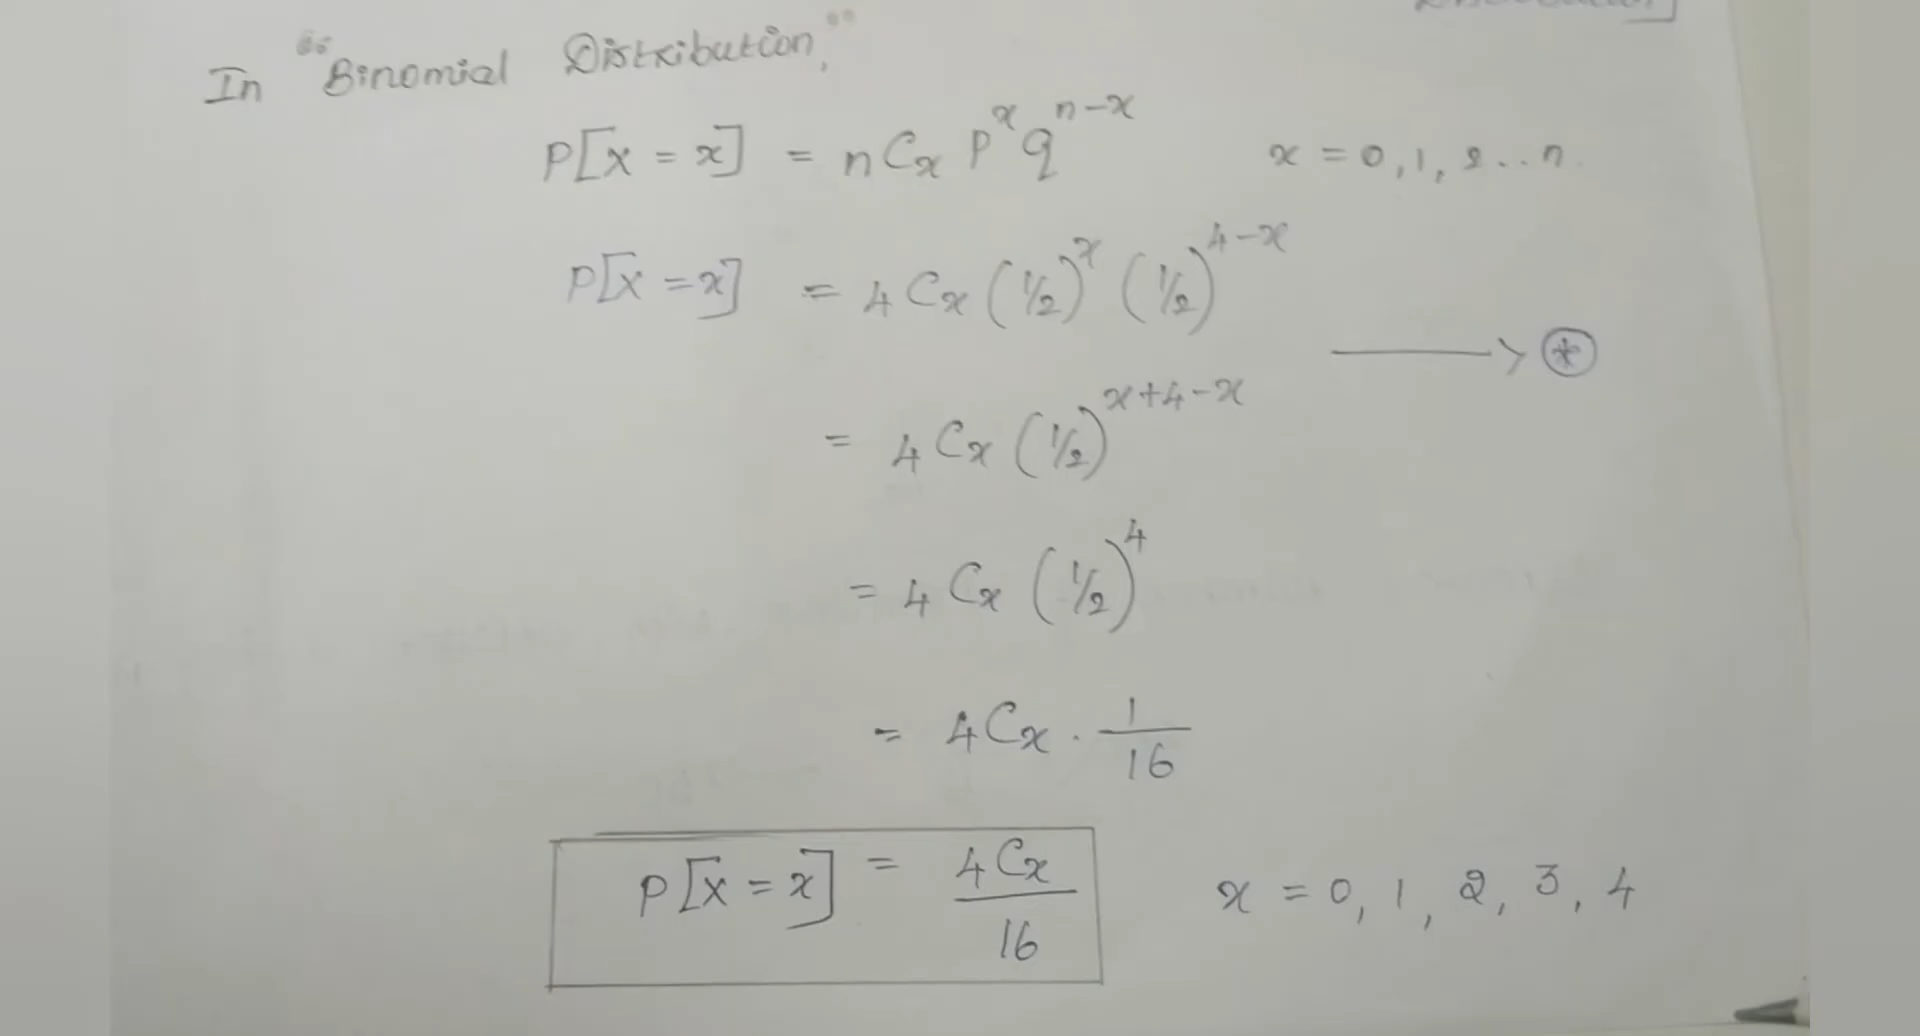 In "Binomial Distribution,"
P[X = x] = nCx p^x q^{n-x} x = 0, 1, 2 .. n.
P[X = x] = 4Cx (1/2)^x (1/2)^{4-x}
⟶ ⊛
= 4Cx (1/2)^{x+4-x}
= 4Cx (1/2)^4
= 4Cx . 1/16
P[X = x] = 4Cx/16 x = 0, 1, 2, 3, 4